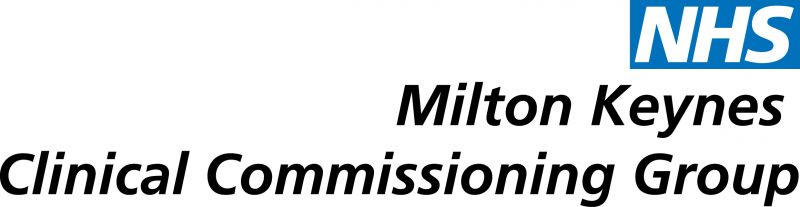 NHS
Milton Keynes
Clinical Commissioning Group